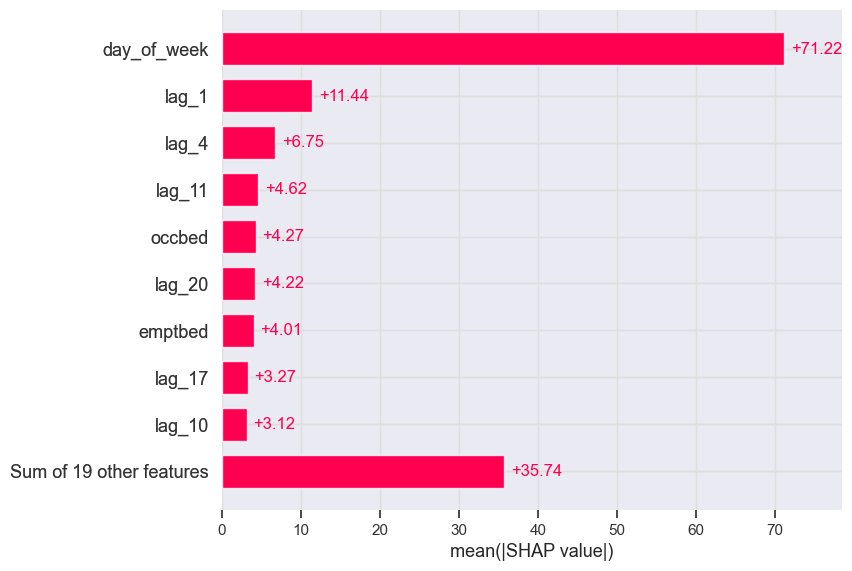 day_of_week +71.22
lag_1 +11.44
lag_4 +6.75
lag_11 +4.62
occbed +4.27
lag_20 +4.22
emptbed +4.01
lag_17 +3.27
lag_10 +3.12
Sum of 19 other features +35.74
0 10 20 30 40 50 60 70
mean(|SHAP value|)